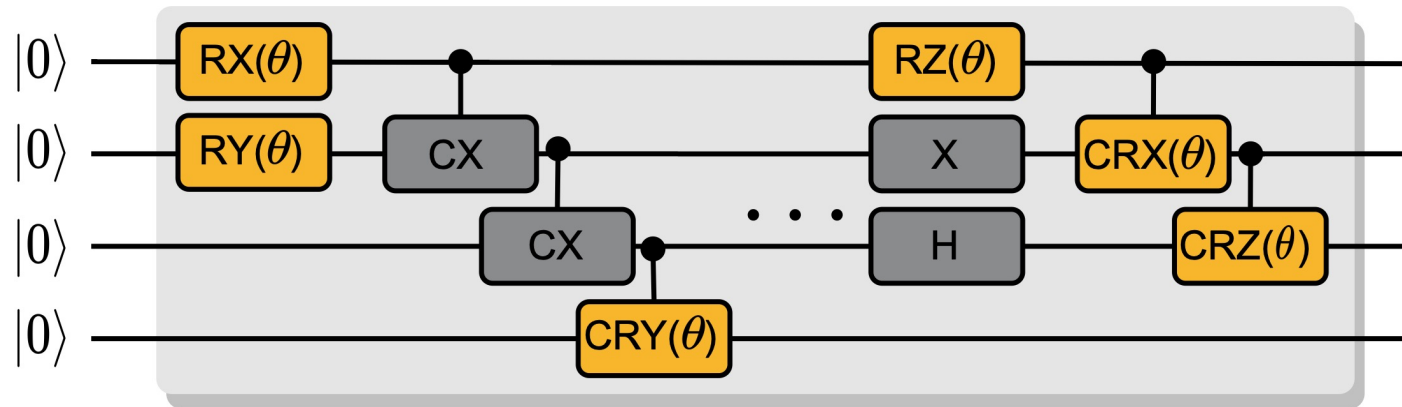 |0⟩ RX(θ) RZ(θ)
|0⟩ RY(θ) CX X CRX(θ)
|0⟩ CX . . . H CRZ(θ)
|0⟩ CRY(θ)